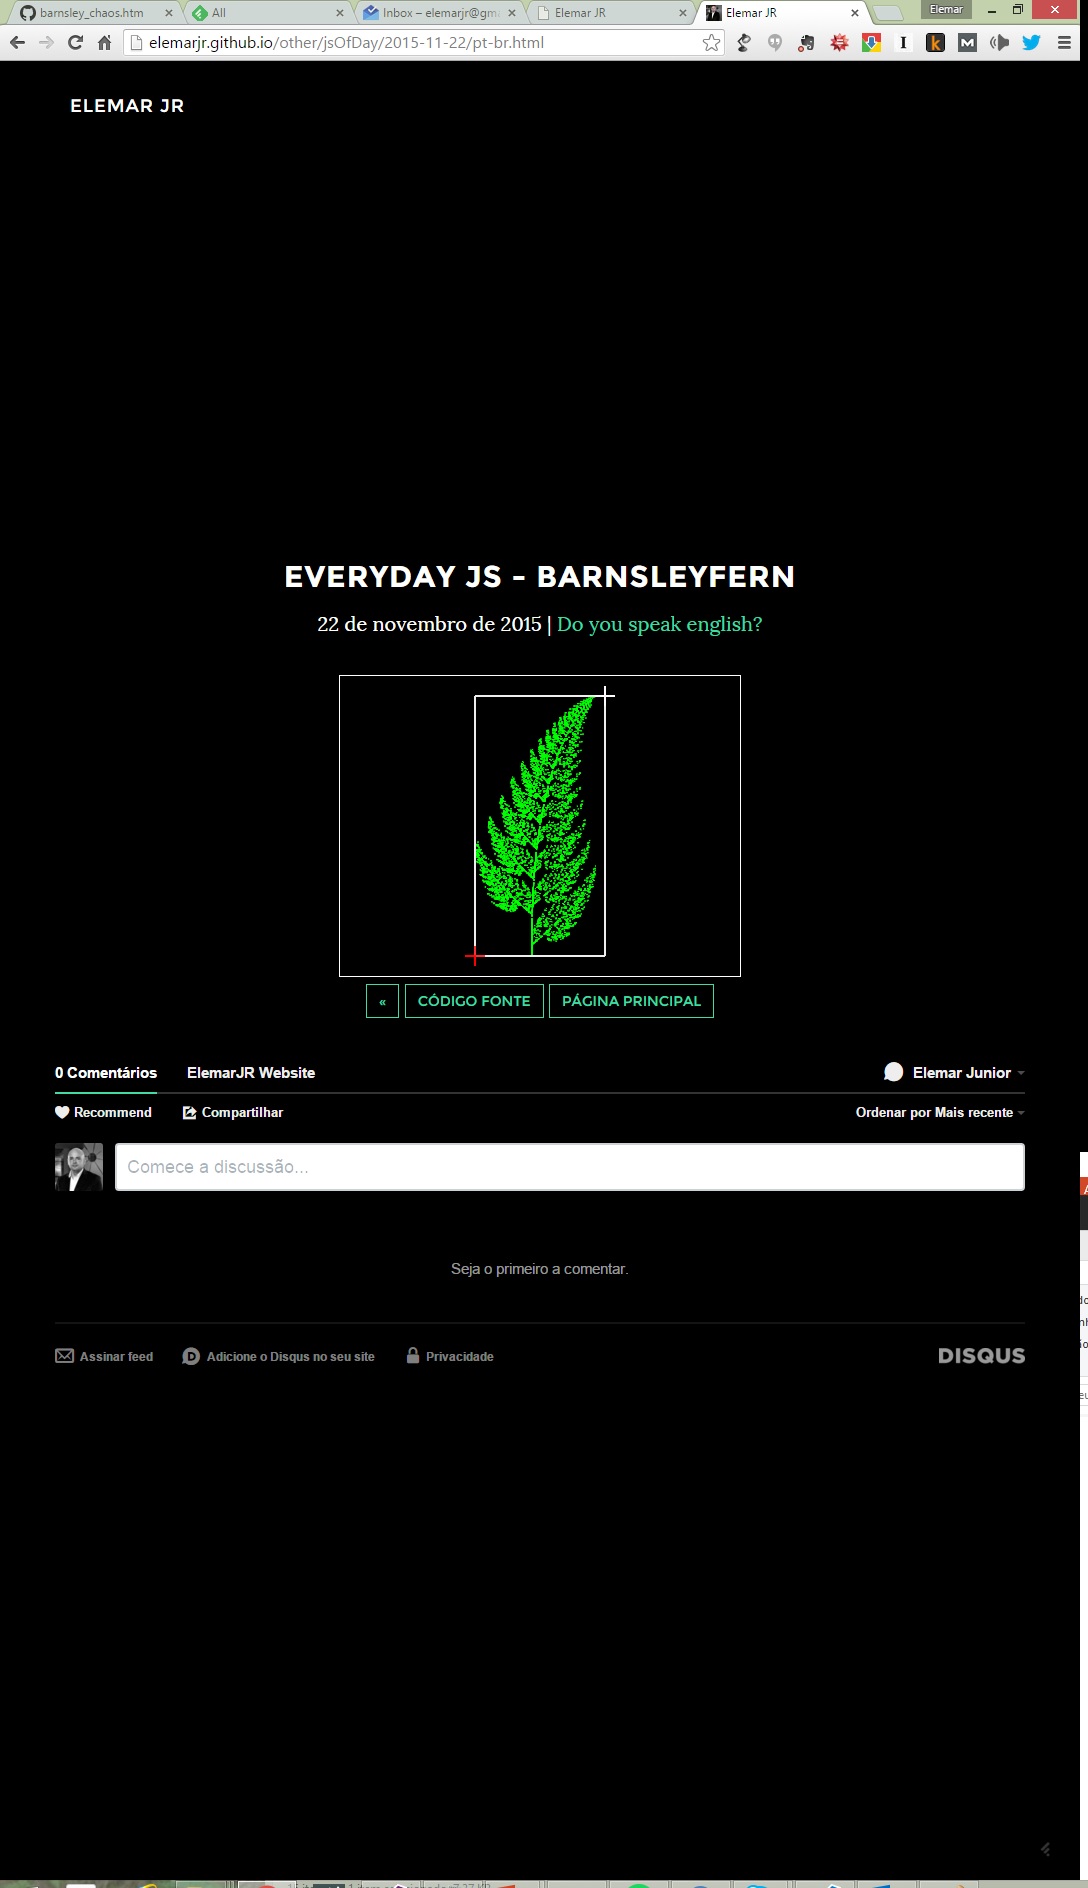 barnsley_chaos.htm
All
Inbox – elemarjr@gm
Elemar JR
Elemar JR
Elemar
elemarjr.github.io/other/jsOfDay/2015-11-22/pt-br.html
ELEMAR JR
EVERYDAY JS - BARNSLEYFERN
22 de novembro de 2015 | Do you speak english?
« CÓDIGO FONTE PÁGINA PRINCIPAL
0 Comentários ElemarJR Website Elemar Junior
Recommend Compartilhar Ordenar por Mais recente
Comece a discussão...
Seja o primeiro a comentar.
Assinar feed Adicione o Disqus no seu site Privacidade DISQUS